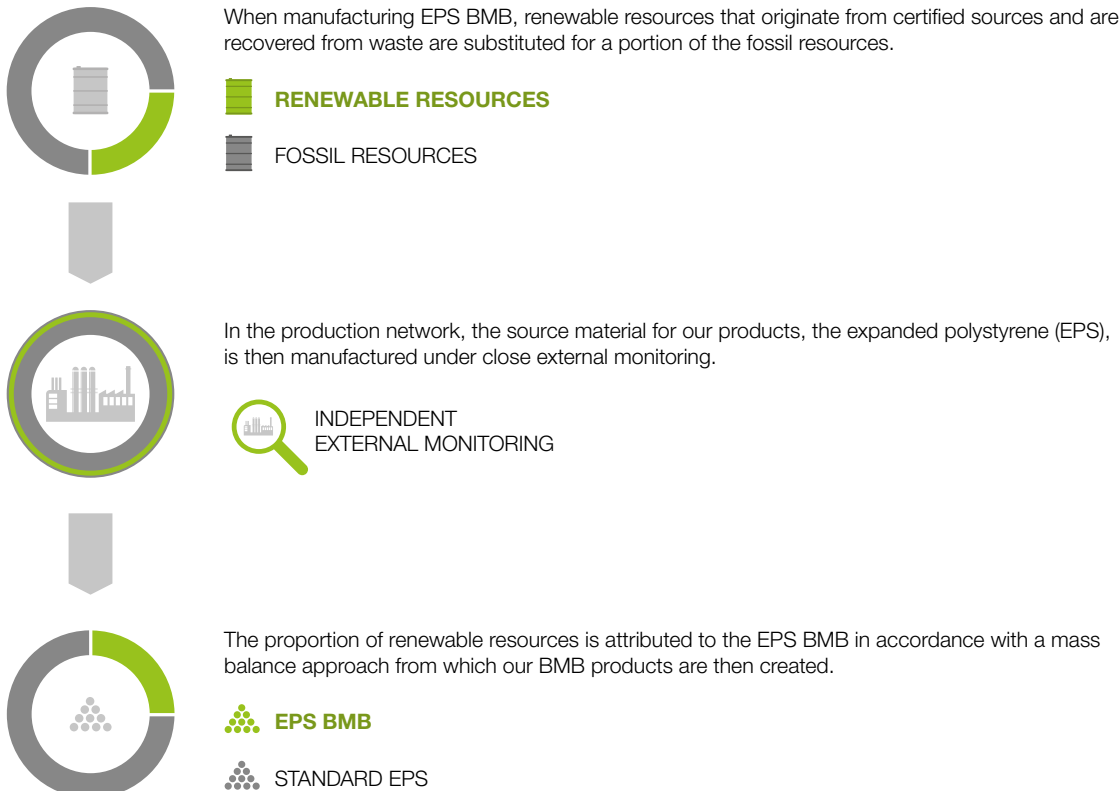 When manufacturing EPS BMB, renewable resources that originate from certified sources and are
recovered from waste are substituted for a portion of the fossil resources.
RENEWABLE RESOURCES
FOSSIL RESOURCES
In the production network, the source material for our products, the expanded polystyrene (EPS),
is then manufactured under close external monitoring.
INDEPENDENT
EXTERNAL MONITORING
The proportion of renewable resources is attributed to the EPS BMB in accordance with a mass
balance approach from which our BMB products are then created.
EPS BMB
STANDARD EPS